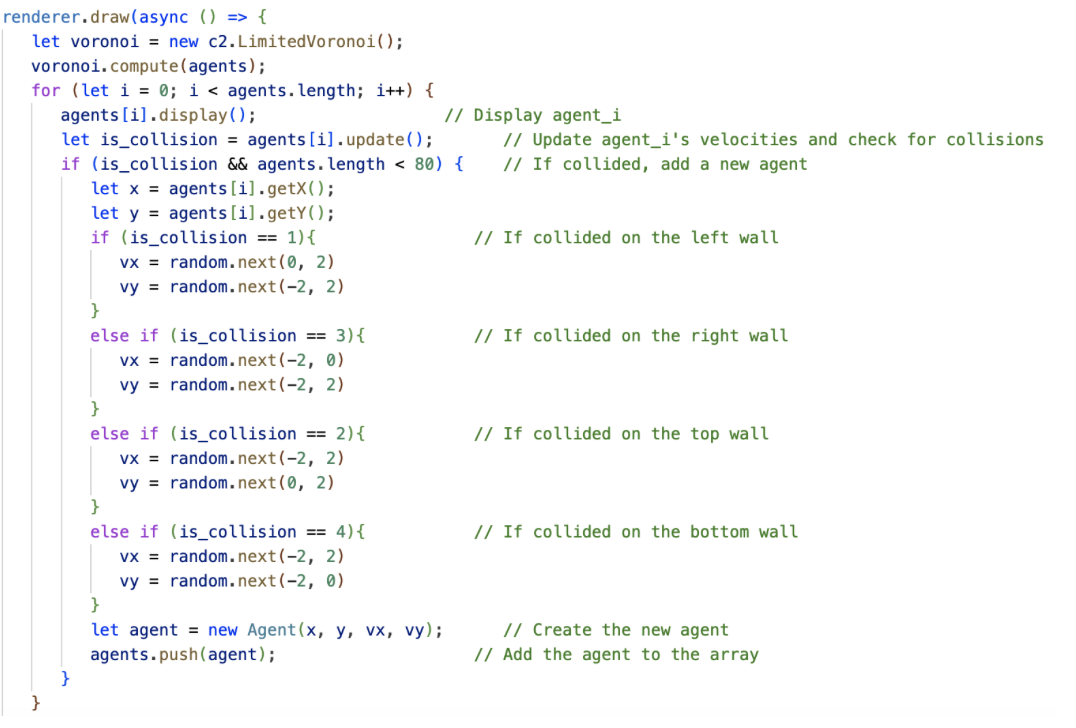 renderer.draw(async () => {
let voronoi = new c2.LimitedVoronoi();
voronoi.compute(agents);
for (let i = 0; i < agents.length; i++) {
agents[i].display(); // Display agent_i
let is_collision = agents[i].update(); // Update agent_i's velocities and check for collisions
if (is_collision && agents.length < 80) { // If collided, add a new agent
let x = agents[i].getX();
let y = agents[i].getY();
if (is_collision == 1){ // If collided on the left wall
vx = random.next(0, 2)
vy = random.next(-2, 2)
}
else if (is_collision == 3){ // If collided on the right wall
vx = random.next(-2, 0)
vy = random.next(-2, 2)
}
else if (is_collision == 2){ // If collided on the top wall
vx = random.next(-2, 2)
vy = random.next(0, 2)
}
else if (is_collision == 4){ // If collided on the bottom wall
vx = random.next(-2, 2)
vy = random.next(-2, 0)
}
let agent = new Agent(x, y, vx, vy); // Create the new agent
agents.push(agent); // Add the agent to the array
}
}